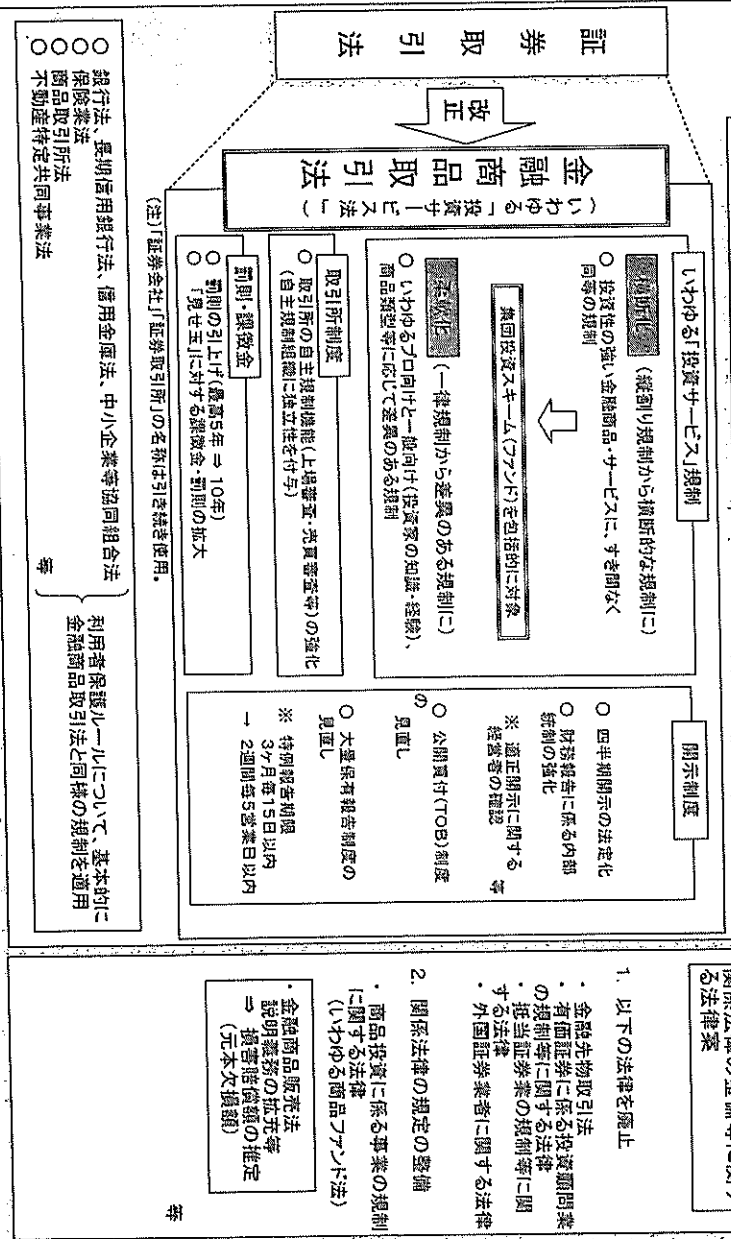 証券取引法
改正
金融商品取引法
(いわゆる「投資サービス法」)
いわゆる「投資サービス」規制
横断化
(縦割り規制から横断的な規制に)
○ 投資性の強い金融商品・サービスに、すき間なく
同等の規制
集団投資スキーム(ファンド)を包括的に対象
柔軟化
(一律規制から差異のある規制に)
○ いわゆるプロ向けと一般向け(投資家の知識・経験)、
商品類型等に応じて差異のある規制
取引所制度
○ 取引所の自主規制機能(上場審査・売買審査等)の強化
(自主規制組織に独立性を付与)
罰則・課徴金
○ 罰則の引上げ(最高5年 ⇒ 10年)
○ 「見せ玉」に対する課徴金・罰則の拡大
開示制度
○ 四半期開示の法定化
○ 財務報告に係る内部
統制の強化
※ 適正開示に関する
経営者の確認 等
○ 公開買付(TOB)制度
の
見直し
○ 大量保有報告制度の
見直し
※ 特例報告期限
3ヶ月毎15日以内
→ 2週間毎5営業日以内
(注)「証券会社」「証券取引所」の名称は引き続き使用。
○ 銀行法、長期信用銀行法、信用金庫法、中小企業等協同組合法
○ 保険業法
○ 商品取引所法
○ 不動産特定共同事業法
等
利用者保護ルールについて、基本的に
金融商品取引法と同様の規制を適用
る法律案
1. 以下の法律を廃止
・ 金融先物取引法
・ 有価証券に係る投資顧問業
の規制等に関する法律
・ 抵当証券業の規制等に関
する法律
・ 外国証券業者に関する法律
2. 関係法律の規定の整備
・ 商品投資に係る事業の規制
に関する法律
(いわゆる商品ファンド法)
・ 金融商品販売法
説明義務の拡充等
⇒ 損害賠償額の推定
(元本欠損額)
等